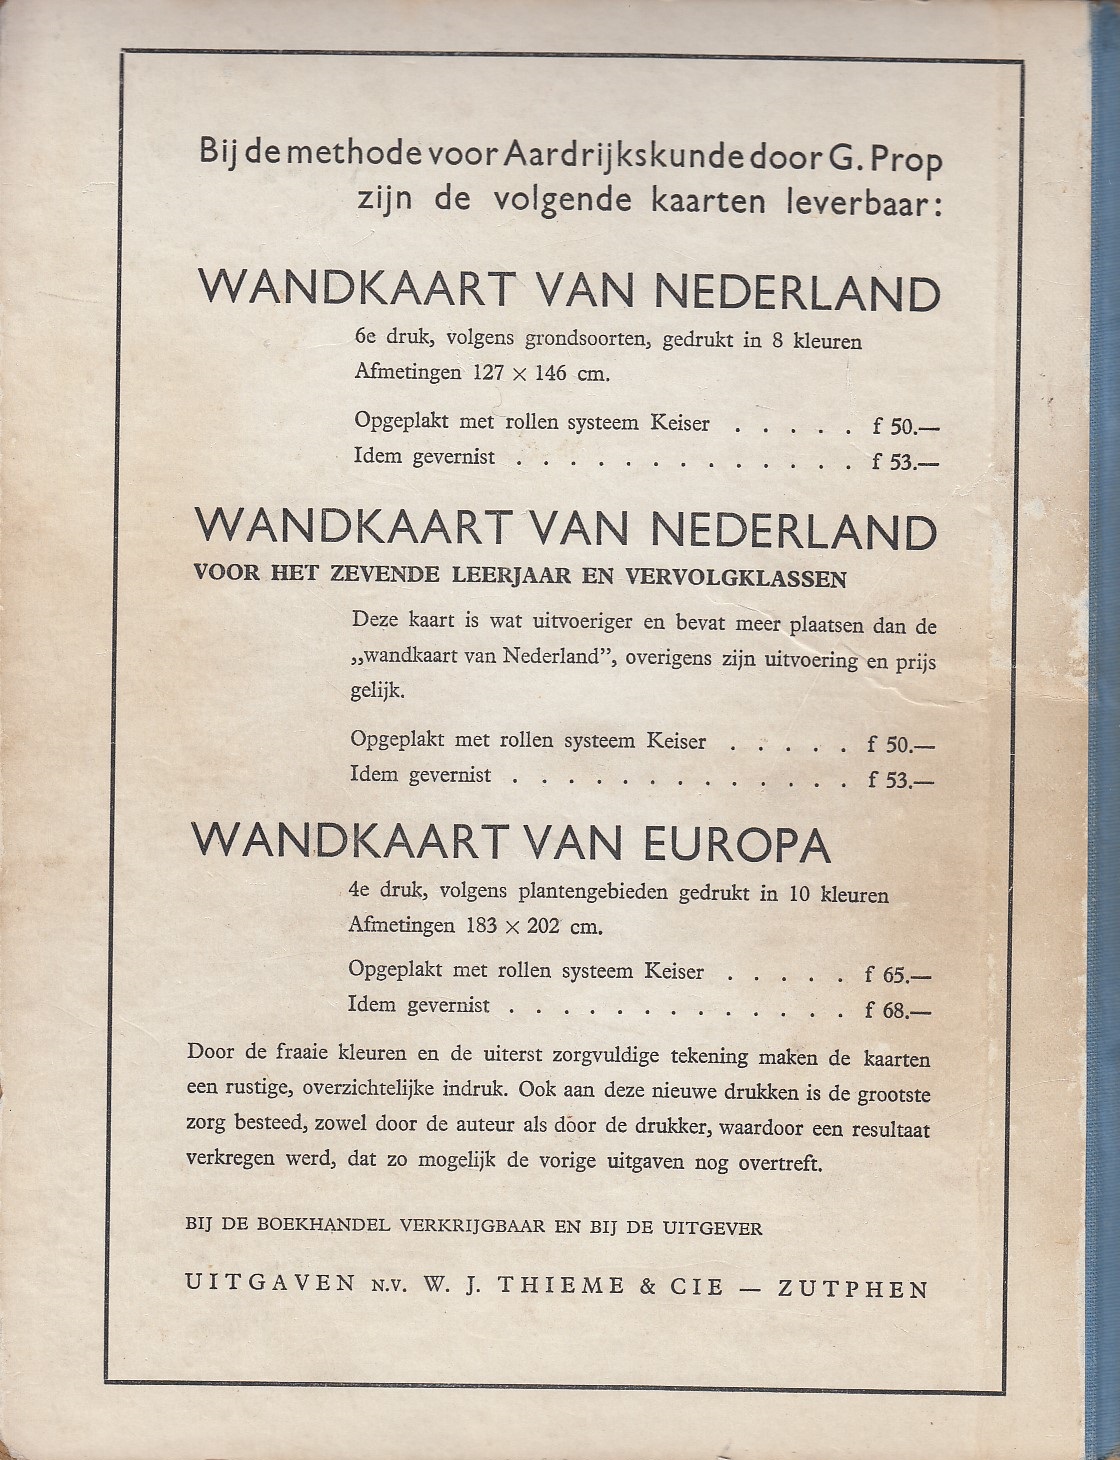 Bij de methode voor Aardrijkskunde door G. Prop
zijn de volgende kaarten leverbaar:
WANDKAART VAN NEDERLAND
6e druk, volgens grondsoorten, gedrukt in 8 kleuren
Afmetingen 127 × 146 cm.
Opgeplakt met rollen systeem Keiser . . . . . f 50.—
Idem gevernist . . . . . . . . . . . . . f 53.—
WANDKAART VAN NEDERLAND
VOOR HET ZEVENDE LEERJAAR EN VERVOLGKLASSEN
Deze kaart is wat uitvoeriger en bevat meer plaatsen dan de
„wandkaart van Nederland”, overigens zijn uitvoering en prijs
gelijk.
Opgeplakt met rollen systeem Keiser . . . . . f 50.—
Idem gevernist . . . . . . . . . . . . . f 53.—
WANDKAART VAN EUROPA
4e druk, volgens plantengebieden gedrukt in 10 kleuren
Afmetingen 183 × 202 cm.
Opgeplakt met rollen systeem Keiser . . . . . f 65.—
Idem gevernist . . . . . . . . . . . . . f 68.—
Door de fraaie kleuren en de uiterst zorgvuldige tekening maken de kaarten
een rustige, overzichtelijke indruk. Ook aan deze nieuwe drukken is de grootste
zorg besteed, zowel door de auteur als door de drukker, waardoor een resultaat
verkregen werd, dat zo mogelijk de vorige uitgaven nog overtreft.
BIJ DE BOEKHANDEL VERKRIJGBAAR EN BIJ DE UITGEVER
UITGAVEN N.V. W. J. THIEME & CIE — ZUTPHEN